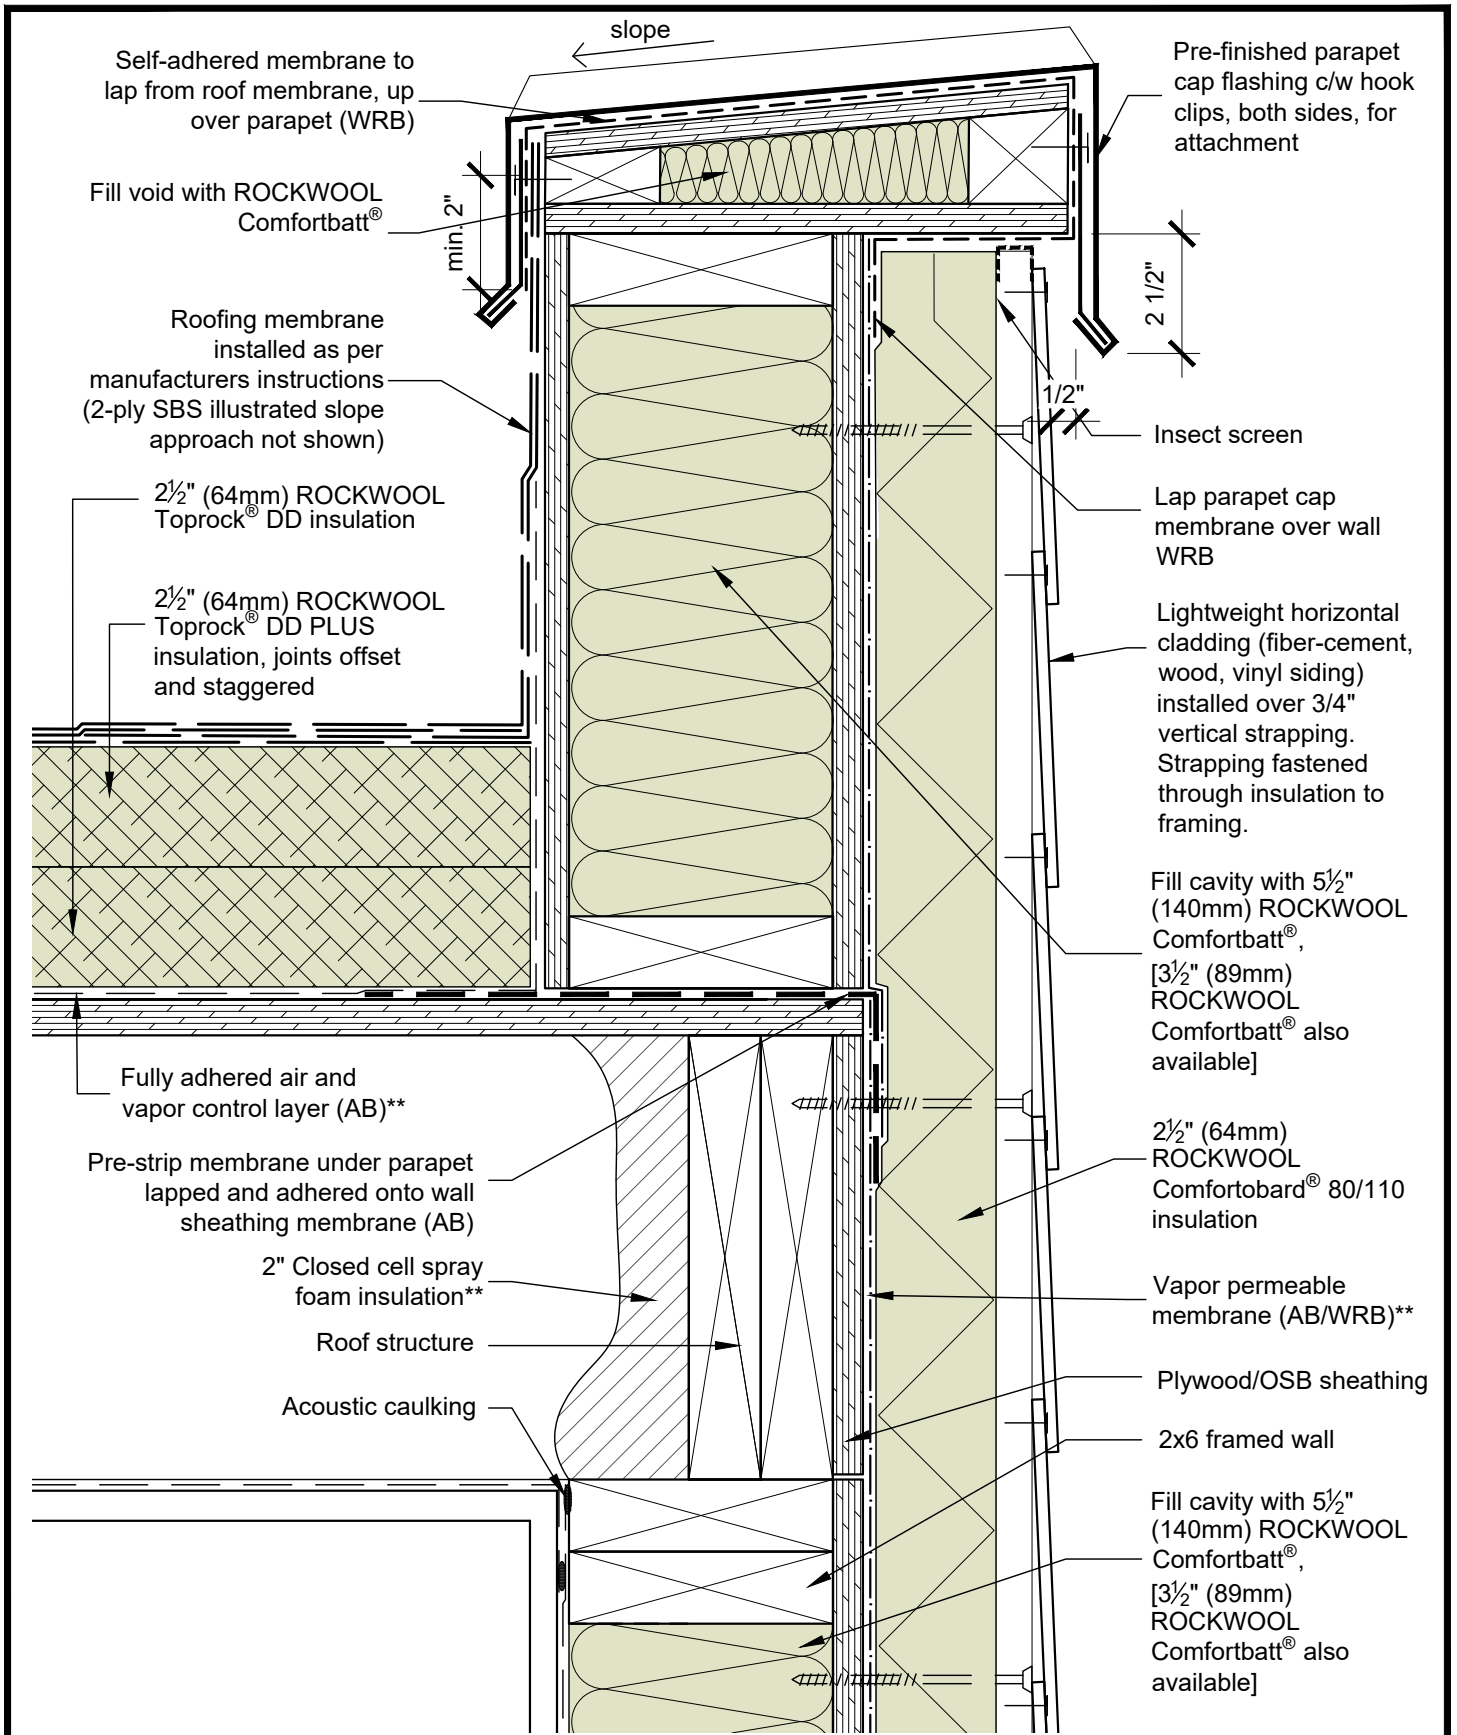 slope
Self-adhered membrane to
lap from roof membrane, up
over parapet (WRB)
Fill void with ROCKWOOL
Comfortbatt®
min. 2"
Roofing membrane
installed as per
manufacturers instructions
(2-ply SBS illustrated slope
approach not shown)
2½" (64mm) ROCKWOOL
Toprock® DD insulation
2½" (64mm) ROCKWOOL
Toprock® DD PLUS
insulation, joints offset
and staggered
Fully adhered air and
vapor control layer (AB)**
Pre-strip membrane under parapet
lapped and adhered onto wall
sheathing membrane (AB)
2" Closed cell spray
foam insulation**
Roof structure
Acoustic caulking
Pre-finished parapet
cap flashing c/w hook
clips, both sides, for
attachment
2 1/2"
1/2"
Insect screen
Lap parapet cap
membrane over wall
WRB
Lightweight horizontal
cladding (fiber-cement,
wood, vinyl siding)
installed over 3/4"
vertical strapping.
Strapping fastened
through insulation to
framing.
Fill cavity with 5½"
(140mm) ROCKWOOL
Comfortbatt®,
[3½" (89mm)
ROCKWOOL
Comfortbatt® also
available]
2½" (64mm)
ROCKWOOL
Comfortobard® 80/110
insulation
Vapor permeable
membrane (AB/WRB)**
Plywood/OSB sheathing
2x6 framed wall
Fill cavity with 5½"
(140mm) ROCKWOOL
Comfortbatt®,
[3½" (89mm)
ROCKWOOL
Comfortbatt® also
available]